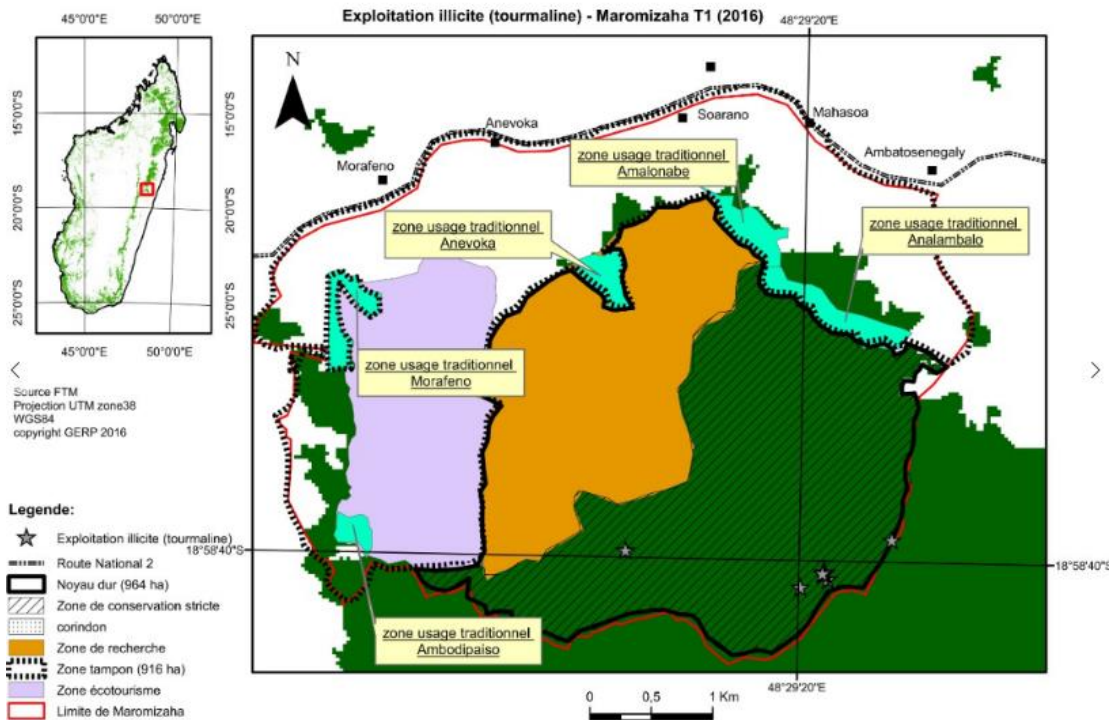 Exploitation illicite (tourmaline) - Maromizaha T1 (2016)
45°0'0"E 50°0'0"E
48°29'20"E
15°0'0"S
20°0'0"S
25°0'0"S
15°0'0"S
20°0'0"S
25°0'0"S
45°0'0"E 50°0'0"E
N
Morafeno
Anevoka
Soarano
Mahasoa
Ambatosenegaly
zone usage traditionnel
Amalonabe
zone usage traditionnel
Anevoka
zone usage traditionnel
Analambalo
zone usage traditionnel
Morafeno
zone usage traditionnel
Ambodipaiso
Source FTM
Projection UTM zone38
WGS84
copyright GERP 2016
18°58'40"S
18°58'40"S
48°29'20"E
Legende:
Exploitation illicite (tourmaline)
Route National 2
Noyau dur (964 ha)
Zone de conservation stricte
corindon
Zone de recherche
Zone tampon (916 ha)
Zone écotourisme
Limite de Maromizaha
0 0,5 1 Km